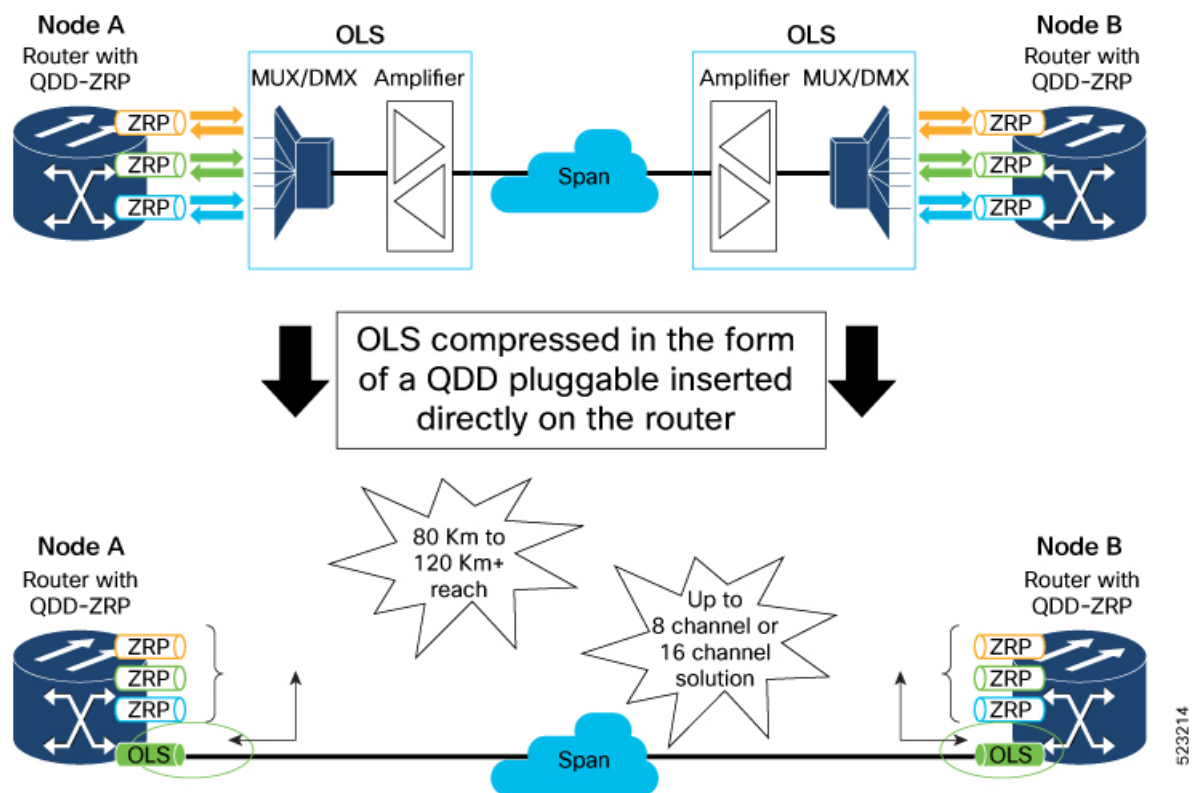 Node A
Router with
QDD-ZRP
OLS
OLS
Node B
Router with
QDD-ZRP
MUX/DMX
Amplifier
Amplifier
MUX/DMX
ZRP
ZRP
ZRP
Span
ZRP
ZRP
ZRP
OLS compressed in the form
of a QDD pluggable inserted
directly on the router
80 Km to
120 Km+
reach
Up to
8 channel or
16 channel
solution
Node A
Router with
QDD-ZRP
ZRP
ZRP
ZRP
OLS
Span
Node B
Router with
QDD-ZRP
ZRP
ZRP
ZRP
OLS
523214